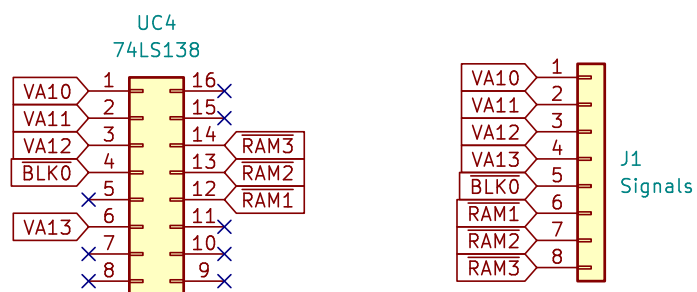 UC4
74LS138
VA10 1 16
VA11 2 15
VA12 3 14 RAM3
BLK0 4 13 RAM2
5 12 RAM1
VA13 6 11
7 10
8 9
VA10 1
VA11 2
VA12 3
VA13 4
BLK0 5
RAM1 6
RAM2 7
RAM3 8
J1
Signals